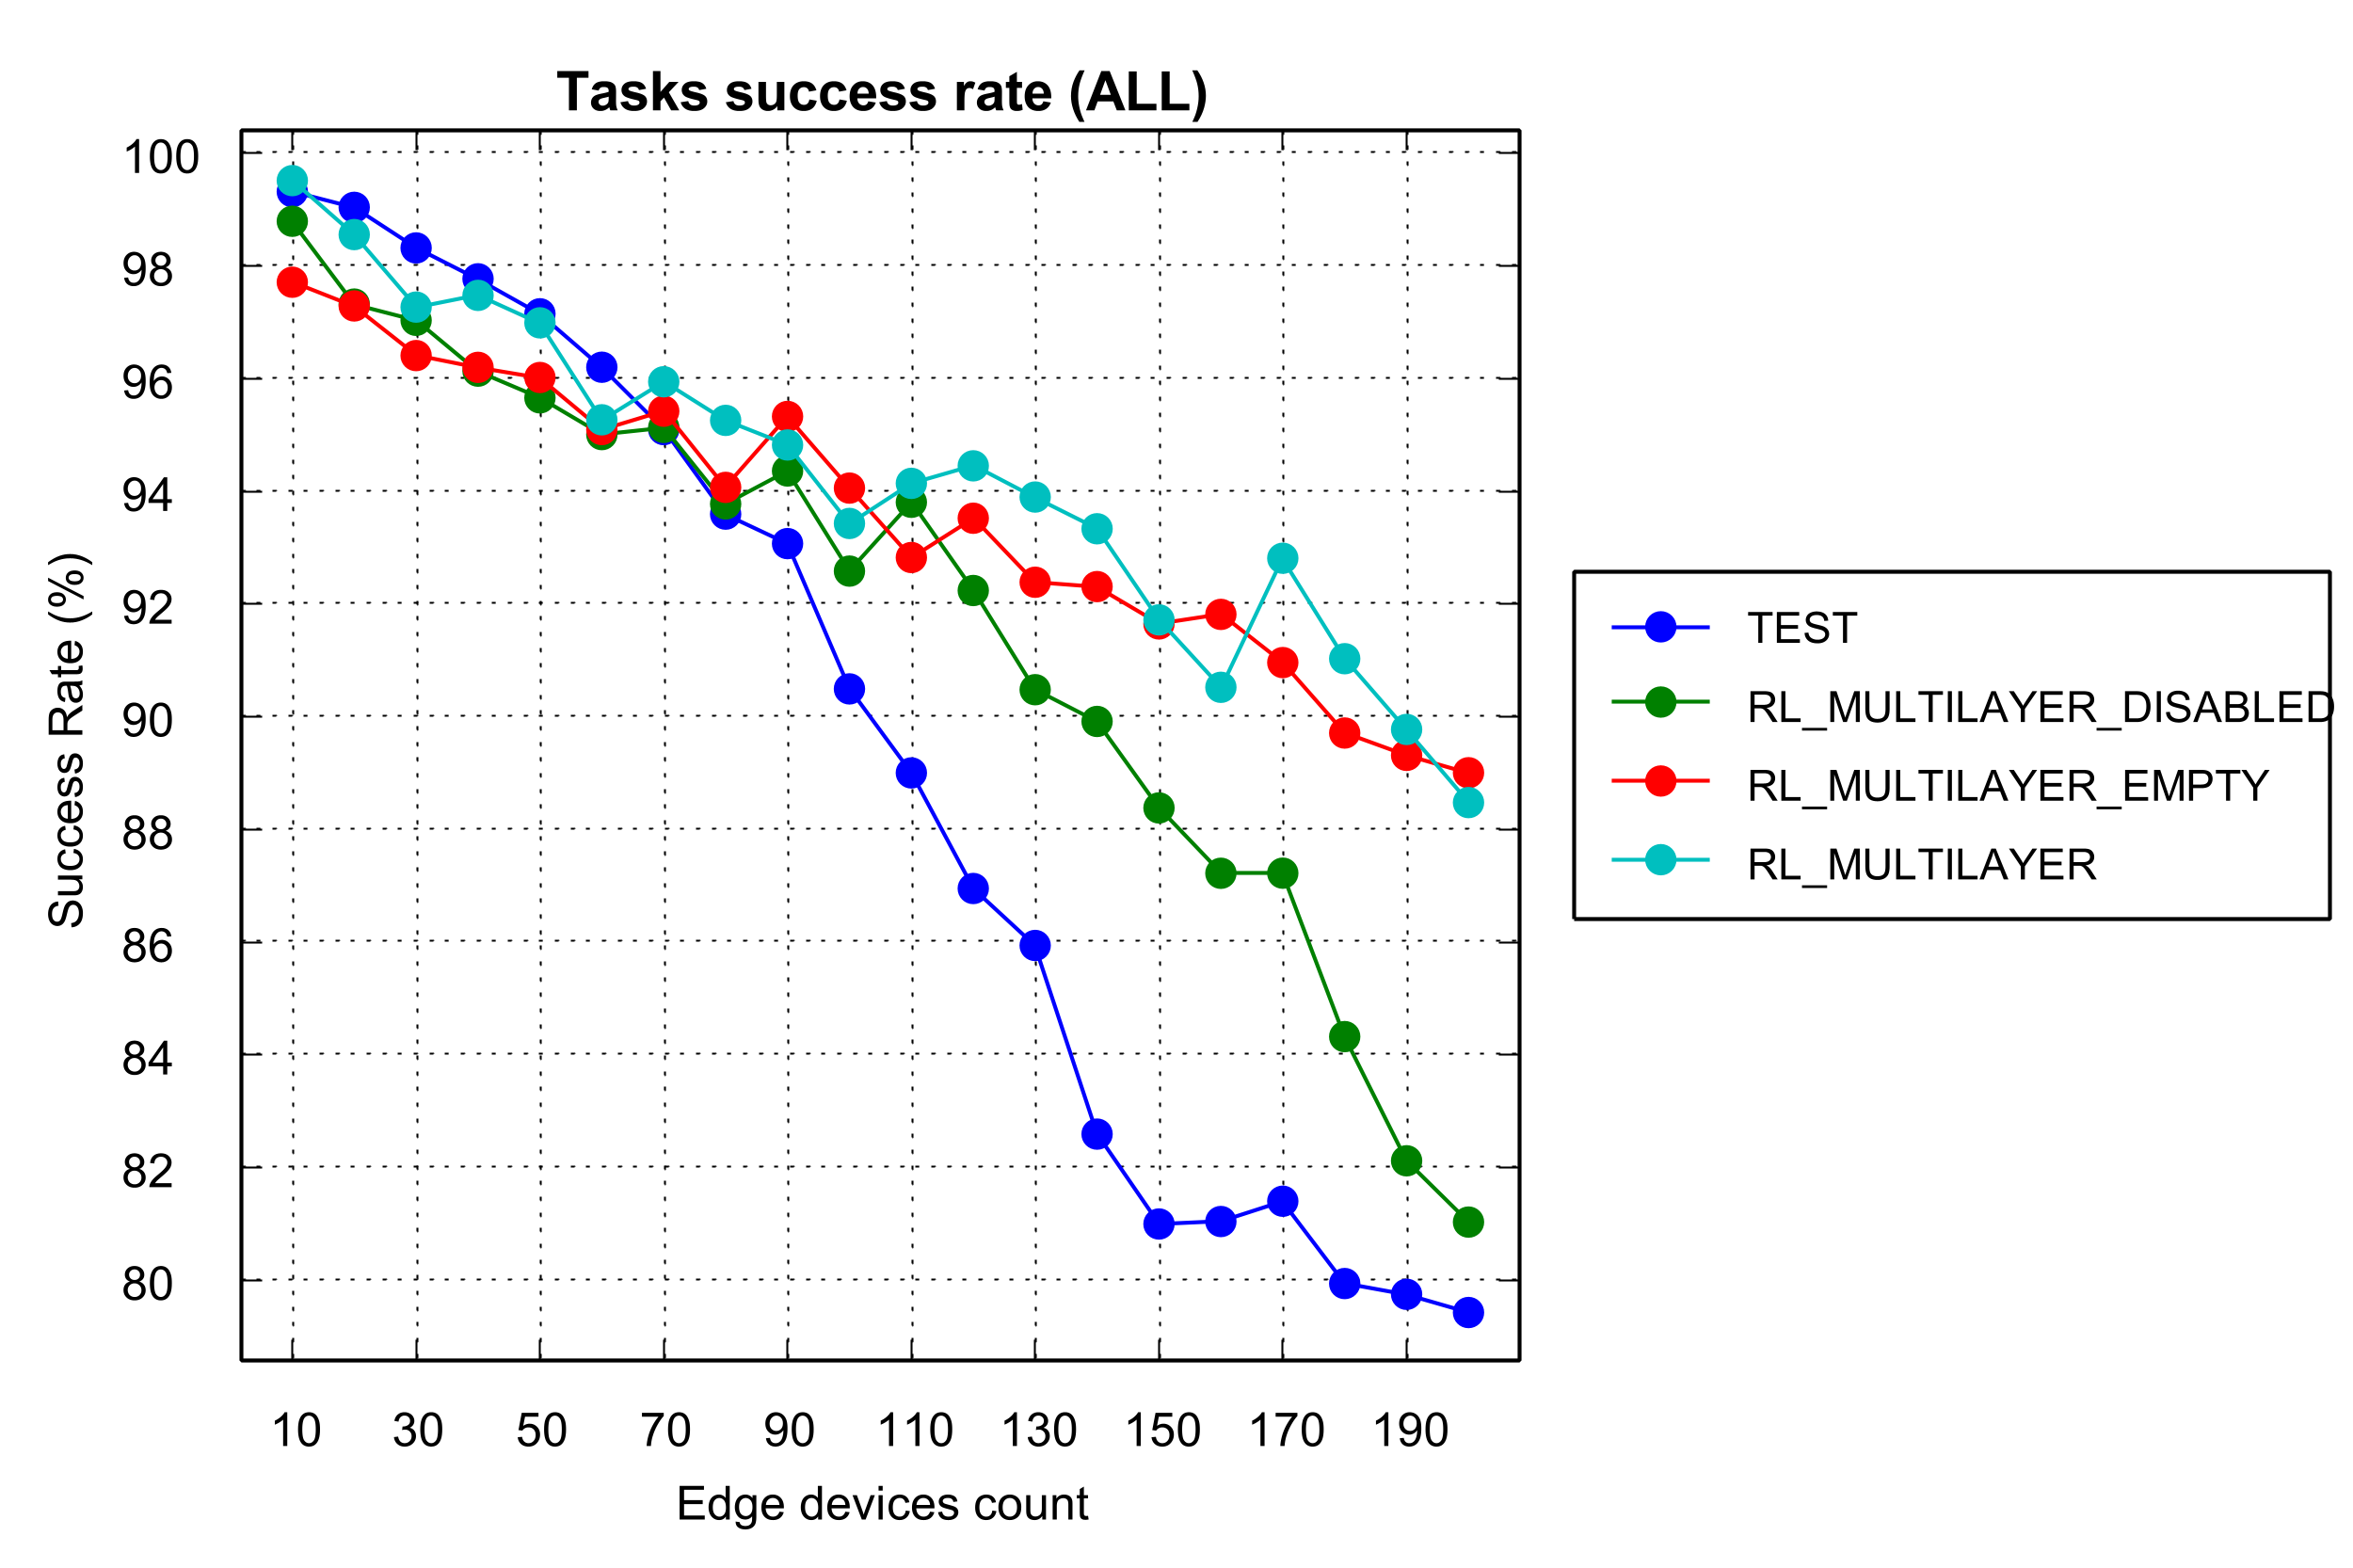 Tasks success rate (ALL)
100
98
96
94
92
90
88
86
84
82
80
Success Rate (%)
10 30 50 70 90 110 130 150 170 190
Edge devices count
TEST
RL_MULTILAYER_DISABLED
RL_MULTILAYER_EMPTY
RL_MULTILAYER